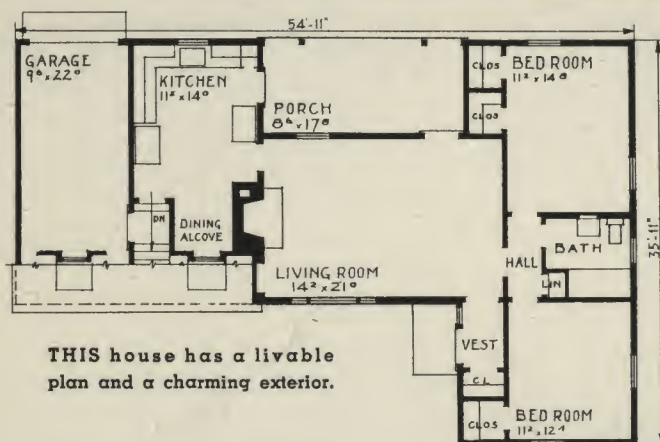 54'-11"
GARAGE
9⁶ x 22⁰
KITCHEN
11² x 14⁰
PORCH
8⁶ x 17⁸
CLOS
CLOS
BED ROOM
11² x 14⁸
DN
DINING
ALCOVE
LIVING ROOM
14² x 21⁰
HALL
BATH
LIN
35'-11"
VEST
CL
CLOS
BED ROOM
11² x 12⁴
THIS house has a livable
plan and a charming exterior.